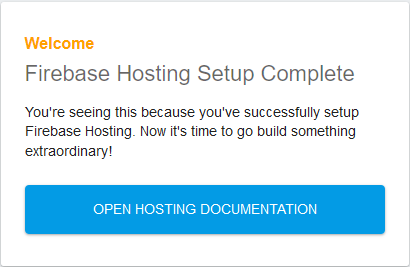 Welcome
Firebase Hosting Setup Complete
You're seeing this because you've successfully setup
Firebase Hosting. Now it's time to go build something
extraordinary!
OPEN HOSTING DOCUMENTATION